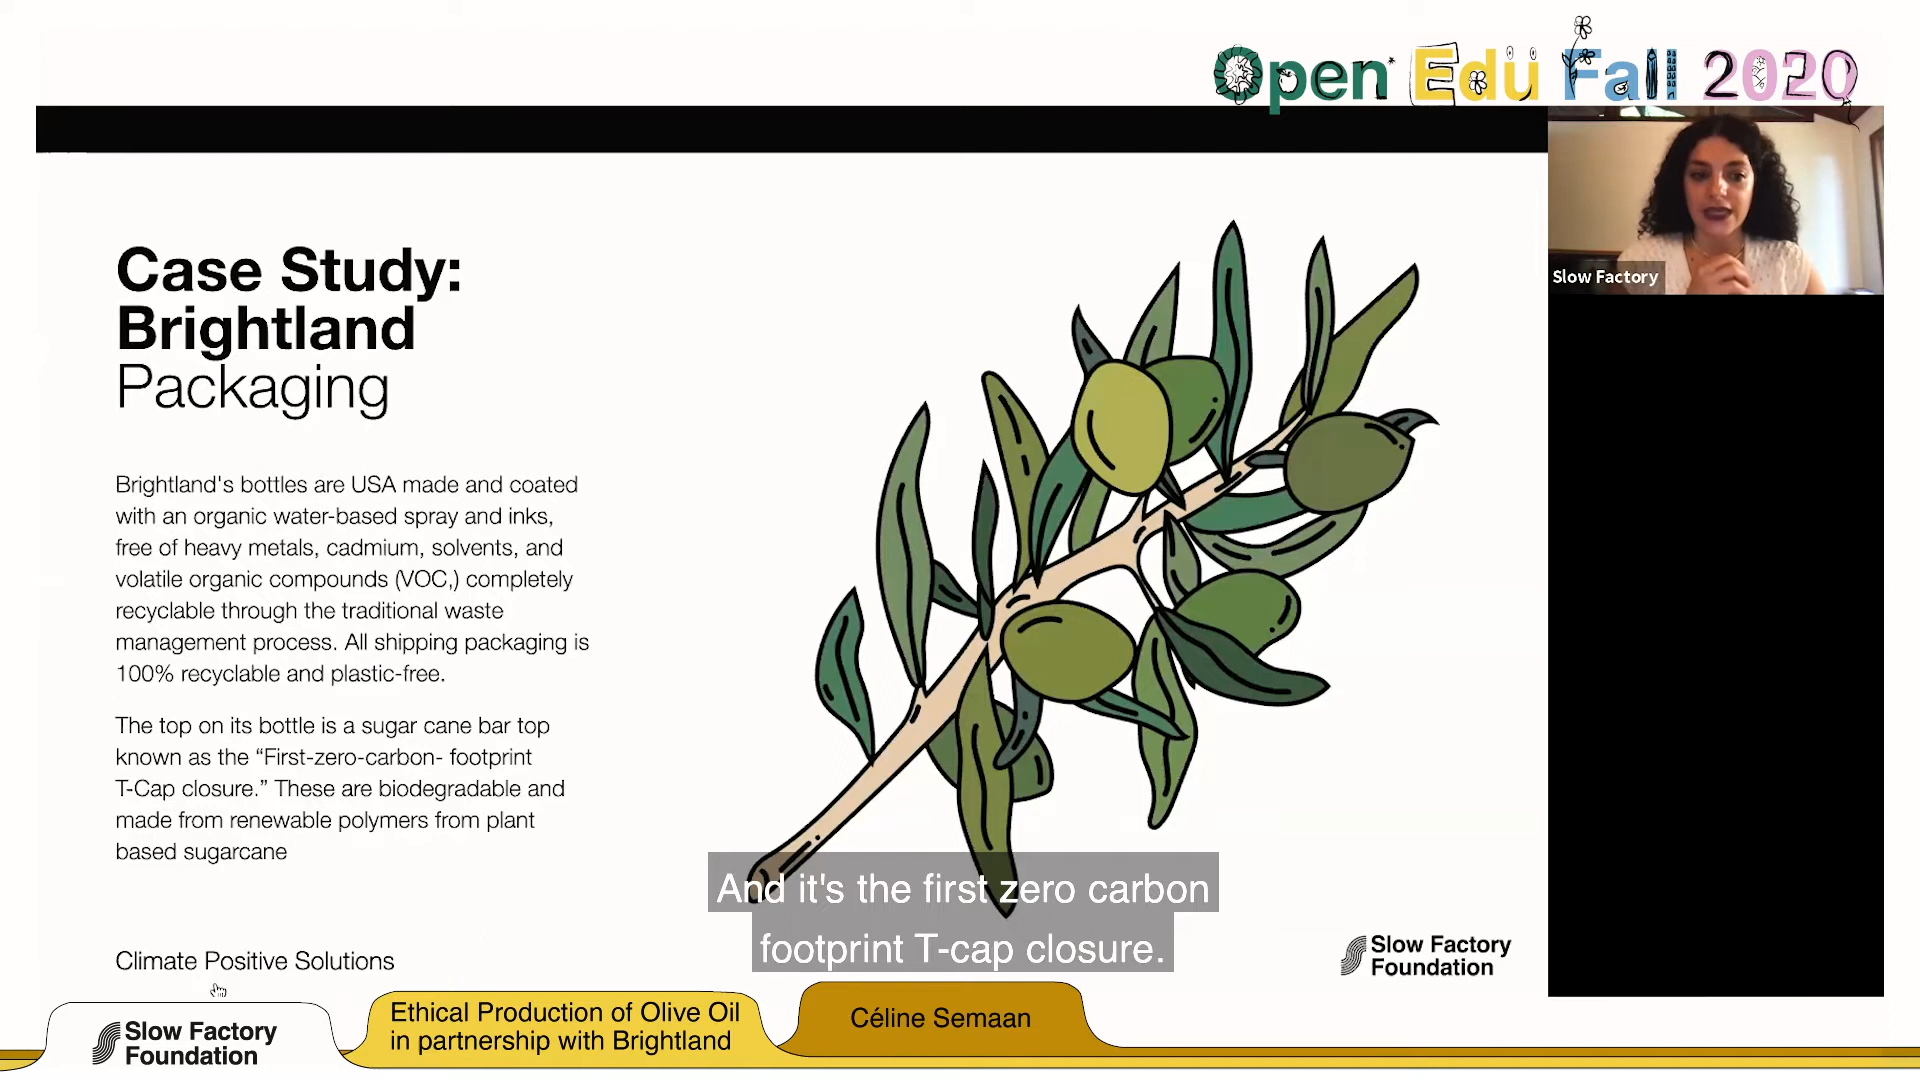 Open Edu Fall 2020
Slow Factory
Case Study:
Brightland
Packaging
Brightland's bottles are USA made and coated
with an organic water-based spray and inks,
free of heavy metals, cadmium, solvents, and
volatile organic compounds (VOC,) completely
recyclable through the traditional waste
management process. All shipping packaging is
100% recyclable and plastic-free.
The top on its bottle is a sugar cane bar top
known as the “First-zero-carbon- footprint
T-Cap closure.” These are biodegradable and
made from renewable polymers from plant
based sugarcane
And it's the first zero carbon
footprint T-cap closure.
Climate Positive Solutions
Slow Factory
Foundation
Slow Factory
Foundation
Ethical Production of Olive Oil
in partnership with Brightland
Céline Semaan